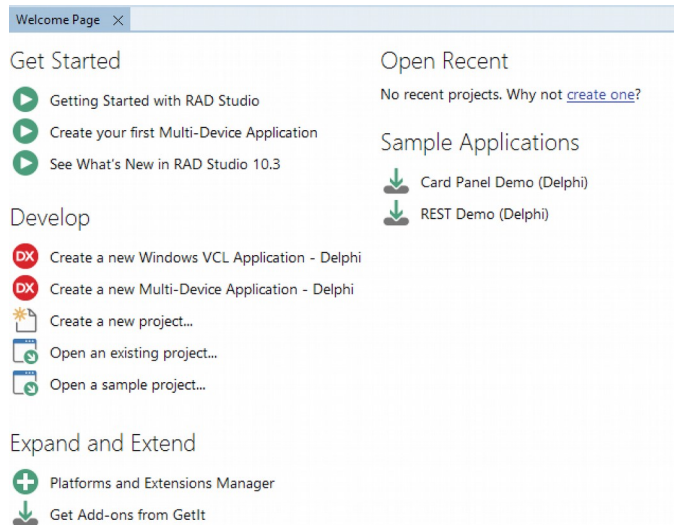 Welcome Page
Get Started
Getting Started with RAD Studio
Create your first Multi-Device Application
See What's New in RAD Studio 10.3
Develop
DX Create a new Windows VCL Application - Delphi
DX Create a new Multi-Device Application - Delphi
Create a new project...
Open an existing project...
Open a sample project...
Expand and Extend
Platforms and Extensions Manager
Get Add-ons from GetIt
Open Recent
No recent projects. Why not create one?
Sample Applications
Card Panel Demo (Delphi)
REST Demo (Delphi)